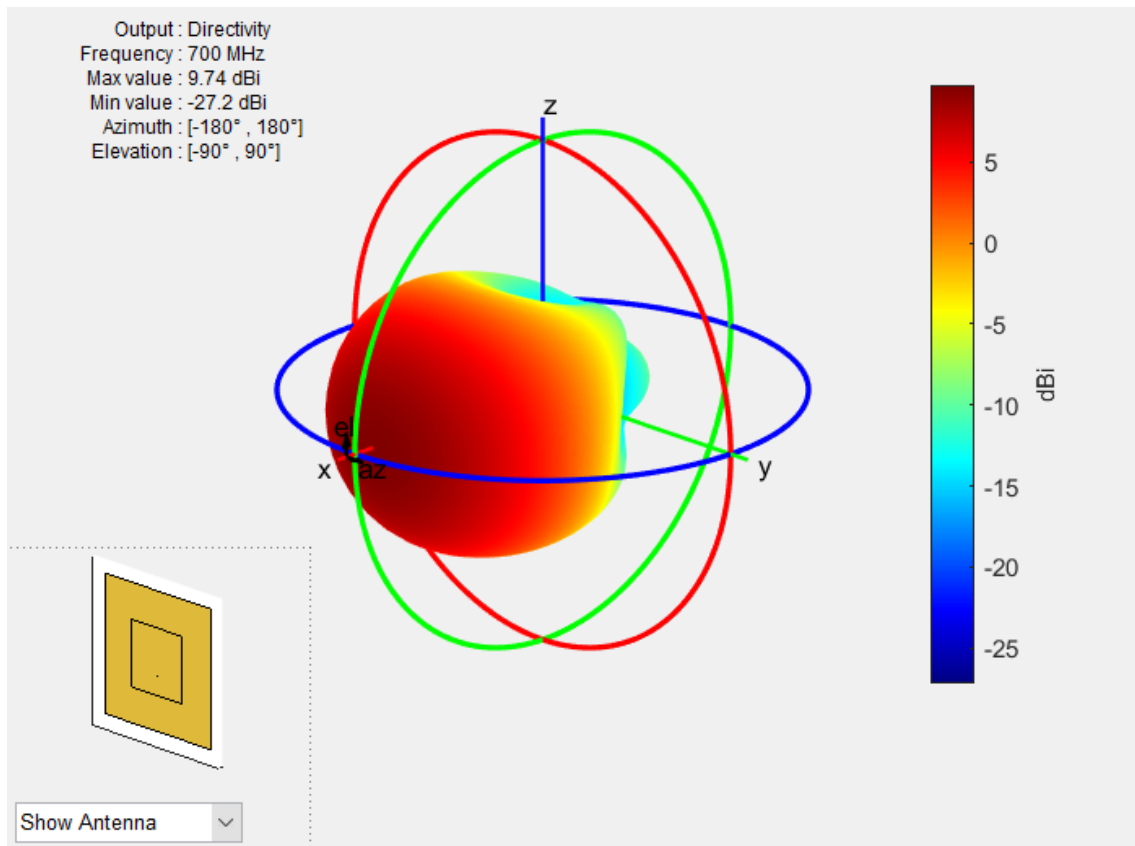 Output : Directivity
Frequency : 700 MHz
Max value : 9.74 dBi
Min value : -27.2 dBi
Azimuth : [-180° , 180°]
Elevation : [-90° , 90°]
z
5
0
-5
-10
-15
-20
-25
dBi
el
x
az
y
Show Antenna